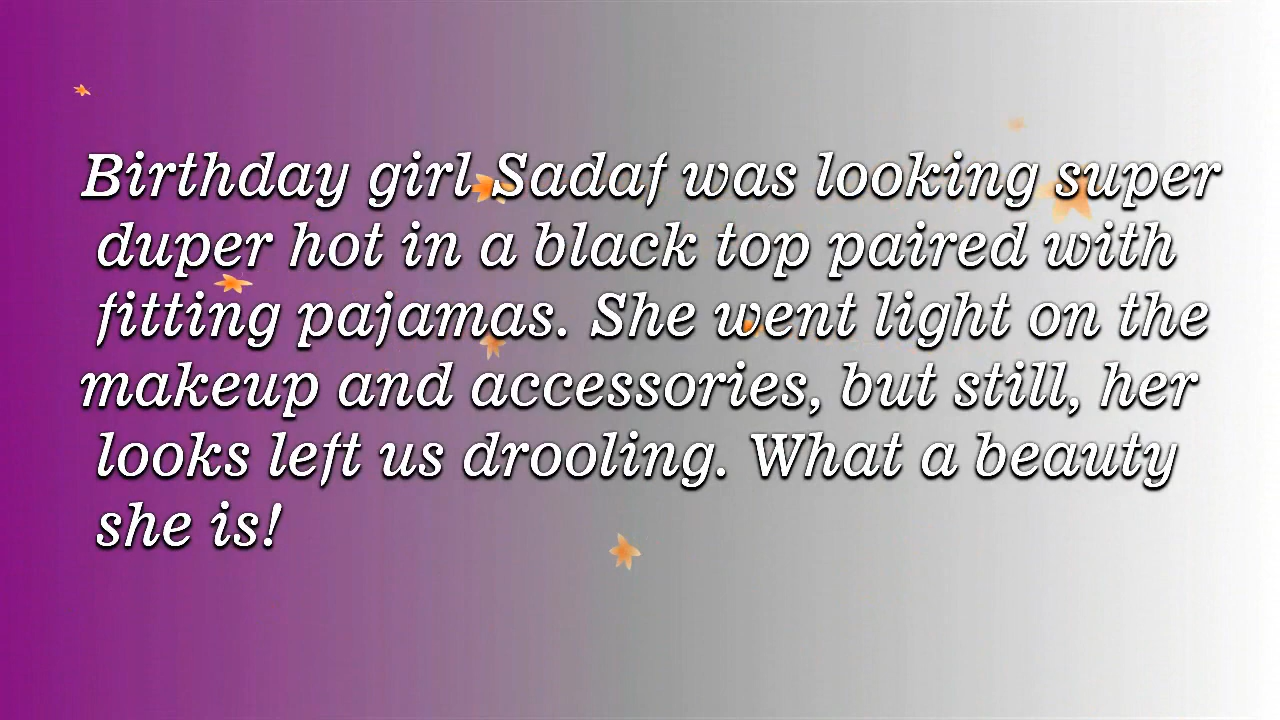 Birthday girl Sadaf was looking super
duper hot in a black top paired with
fitting pajamas. She went light on the
makeup and accessories, but still, her
looks left us drooling. What a beauty
she is!